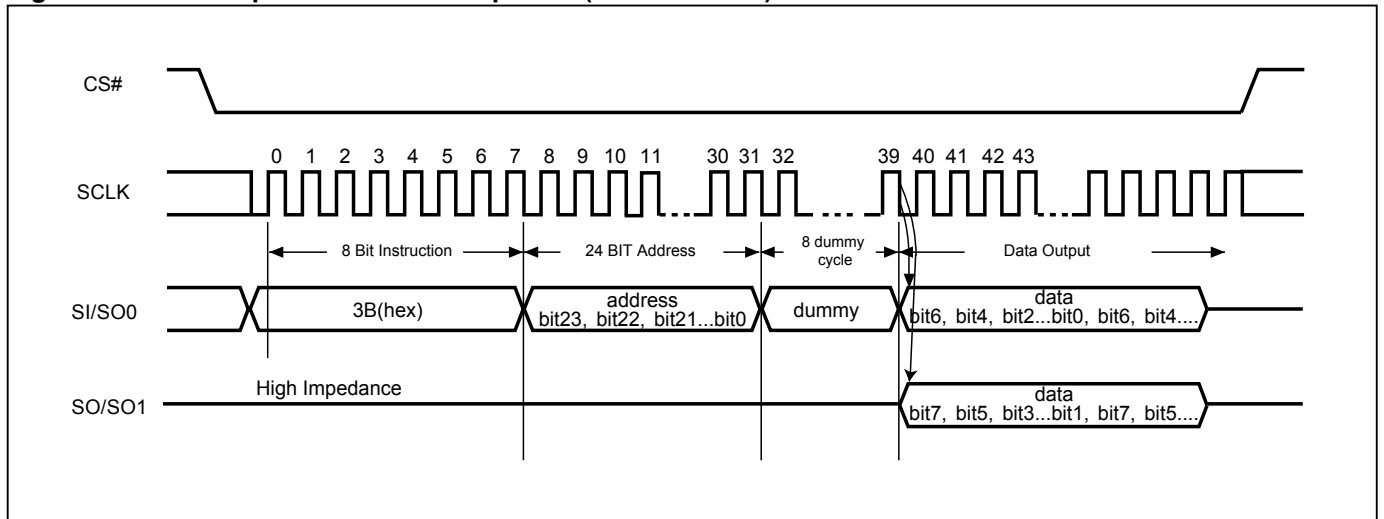 CS#
0 1 2 3 4 5 6 7 8 9 10 11 30 31 32 39 40 41 42 43
SCLK
8 Bit Instruction
24 BIT Address
8 dummy
cycle
Data Output
SI/SO0
3B(hex)
address
bit23, bit22, bit21...bit0
dummy
data
bit6, bit4, bit2...bit0, bit6, bit4....
High Impedance
SO/SO1
data
bit7, bit5, bit3...bit1, bit7, bit5....